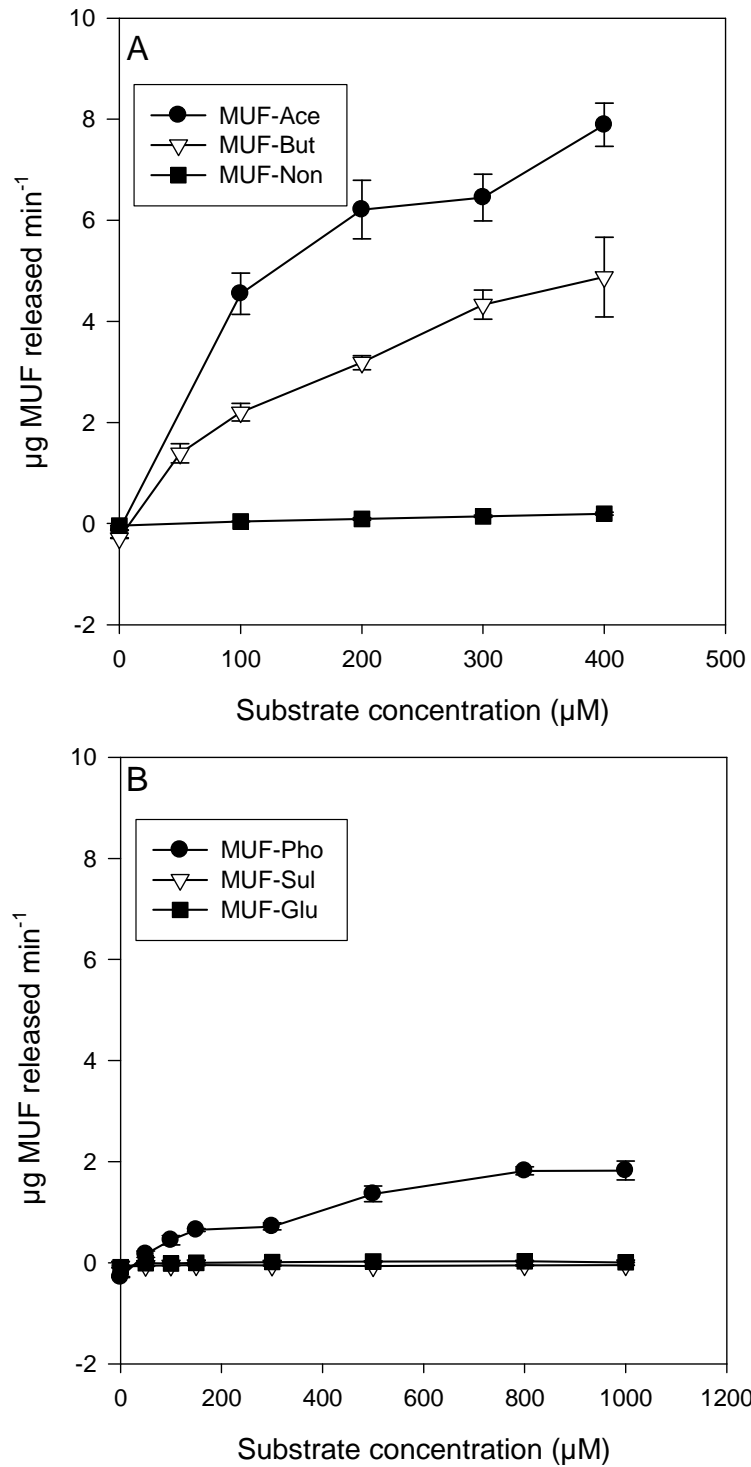 A
10
8
6
4
2
0
-2
MUF-Ace
MUF-But
MUF-Non
µg MUF released min⁻¹
0 100 200 300 400 500
Substrate concentration (µM)
B
10
8
6
4
2
0
-2
MUF-Pho
MUF-Sul
MUF-Glu
µg MUF released min⁻¹
0 200 400 600 800 1000 1200
Substrate concentration (µM)